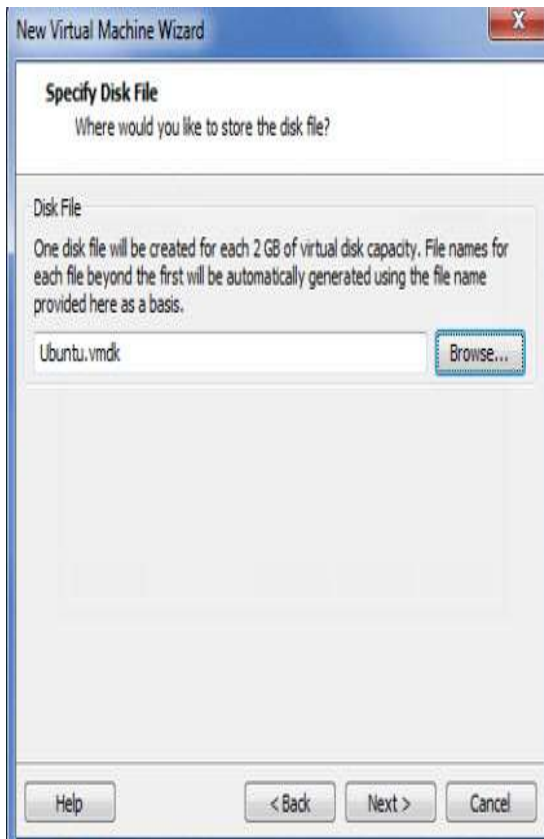 New Virtual Machine Wizard
X
Specify Disk File
Where would you like to store the disk file?
Disk File
One disk file will be created for each 2 GB of virtual disk capacity. File names for
each file beyond the first will be automatically generated using the file name
provided here as a basis.
Ubuntu.vmdk
Browse...
Help
< Back
Next >
Cancel